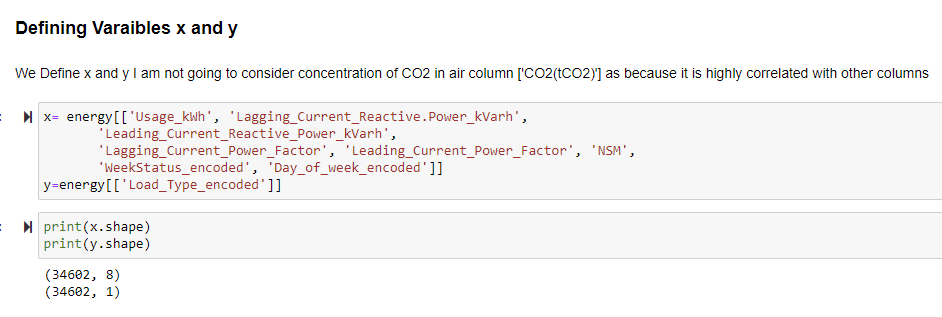 Defining Varaibles x and y
We Define x and y I am not going to consider concentration of CO2 in air column ['CO2(tCO2)'] as because it is highly correlated with other columns
: x= energy[['Usage_kWh', 'Lagging_Current_Reactive.Power_kVarh',
'Leading_Current_Reactive_Power_kVarh',
'Lagging_Current_Power_Factor', 'Leading_Current_Power_Factor', 'NSM',
'WeekStatus_encoded', 'Day_of_week_encoded']]
y=energy[['Load_Type_encoded']]
: print(x.shape)
print(y.shape)
(34602, 8)
(34602, 1)